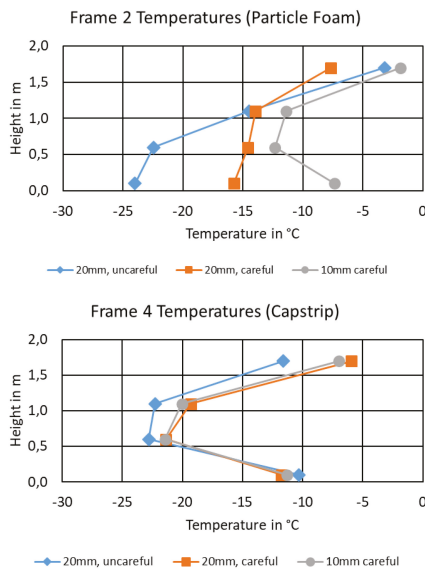 Frame 2 Temperatures (Particle Foam)
Height in m
2,0
1,5
1,0
0,5
0,0
-30 -25 -20 -15 -10 -5 0
Temperature in °C
20mm, uncareful 20mm, careful 10mm careful
Frame 4 Temperatures (Capstrip)
Height in m
2,0
1,5
1,0
0,5
0,0
-30 -25 -20 -15 -10 -5 0
Temperature in °C
20mm, uncareful 20mm, careful 10mm careful